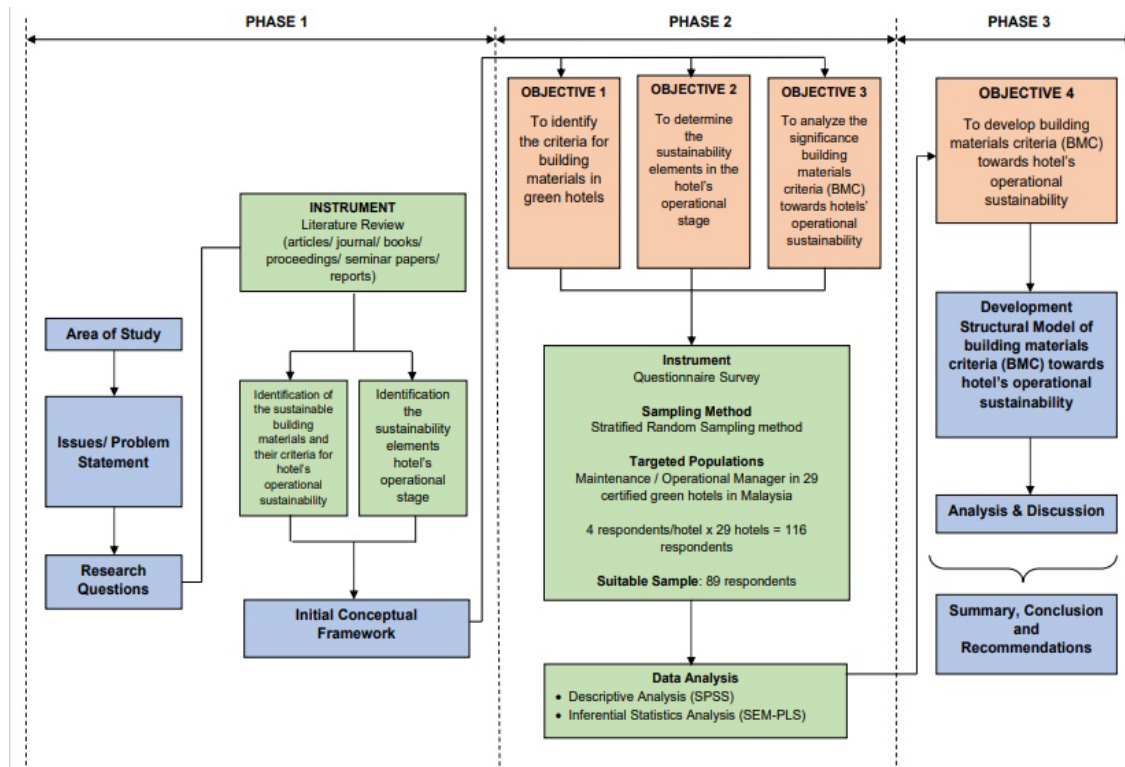 PHASE 1
PHASE 2
PHASE 3
Area of Study
Issues/ Problem
Statement
Research
Questions
INSTRUMENT
Literature Review
(articles/ journal/ books/
proceedings/ seminar papers/
reports)
Identification of
the sustainable
building
materials and
their criteria for
hotel's
operational
sustainability
Identification
the
sustainability
elements
hotel's
operational
stage
Initial Conceptual
Framework
OBJECTIVE 1
To identify
the criteria for
building
materials in
green hotels
OBJECTIVE 2
To determine
the
sustainability
elements in the
hotel's
operational
stage
OBJECTIVE 3
To analyze the
significance
building
materials criteria
(BMC) towards
hotels'
operational
sustainability
Instrument
Questionnaire Survey
Sampling Method
Stratified Random Sampling method
Targeted Populations
Maintenance / Operational Manager in 29
certified green hotels in Malaysia
4 respondents/hotel x 29 hotels = 116
respondents
Suitable Sample: 89 respondents
Data Analysis
• Descriptive Analysis (SPSS)
• Inferential Statistics Analysis (SEM-PLS)
OBJECTIVE 4
To develop building
materials criteria (BMC)
towards hotel's
operational
sustainability
Development
Structural Model of
building materials
criteria (BMC) towards
hotel's operational
sustainability
Analysis & Discussion
Summary, Conclusion
and
Recommendations